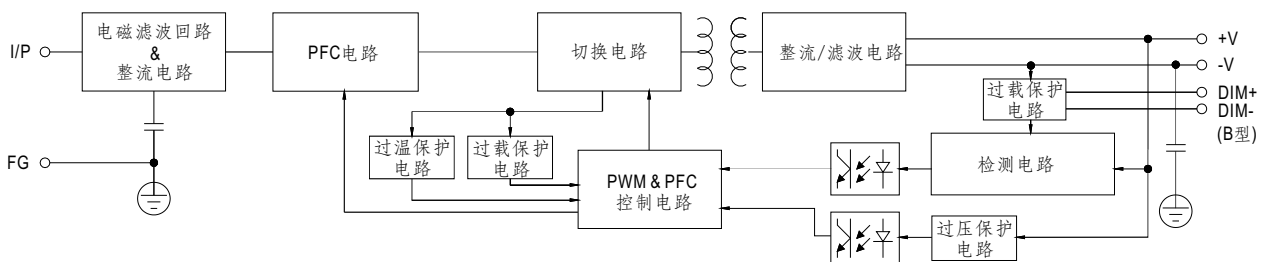 I/P
电磁滤波回路
&
整流电路
PFC电路
切换电路
整流/滤波电路
+V
-V
过载保护
电路
DIM+
DIM-
(B型)
FG
过温保护
电路
过载保护
电路
PWM & PFC
控制电路
检测电路
过压保护
电路